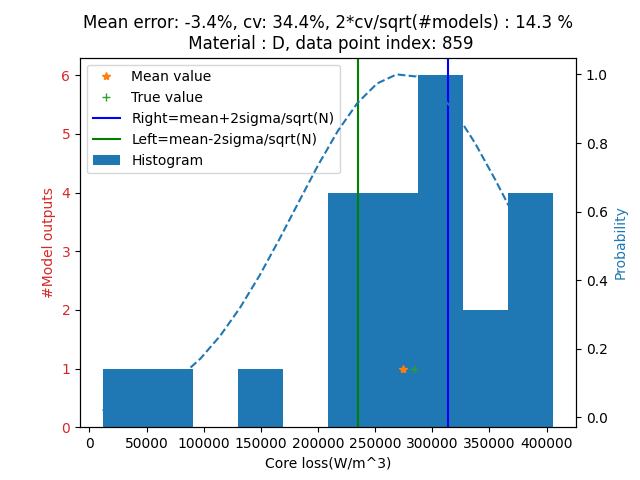 Mean error: -3.4%, cv: 34.4%, 2*cv/sqrt(#models) : 14.3 %
Material : D, data point index: 859
Mean value
True value
Right=mean+2sigma/sqrt(N)
Left=mean-2sigma/sqrt(N)
Histogram
#Model outputs
6
5
4
3
2
1
0
1.0
0.8
0.6
0.4
0.2
0.0
Probability
0
50000
100000
150000
200000
250000
300000
350000
400000
Core loss(W/m^3)